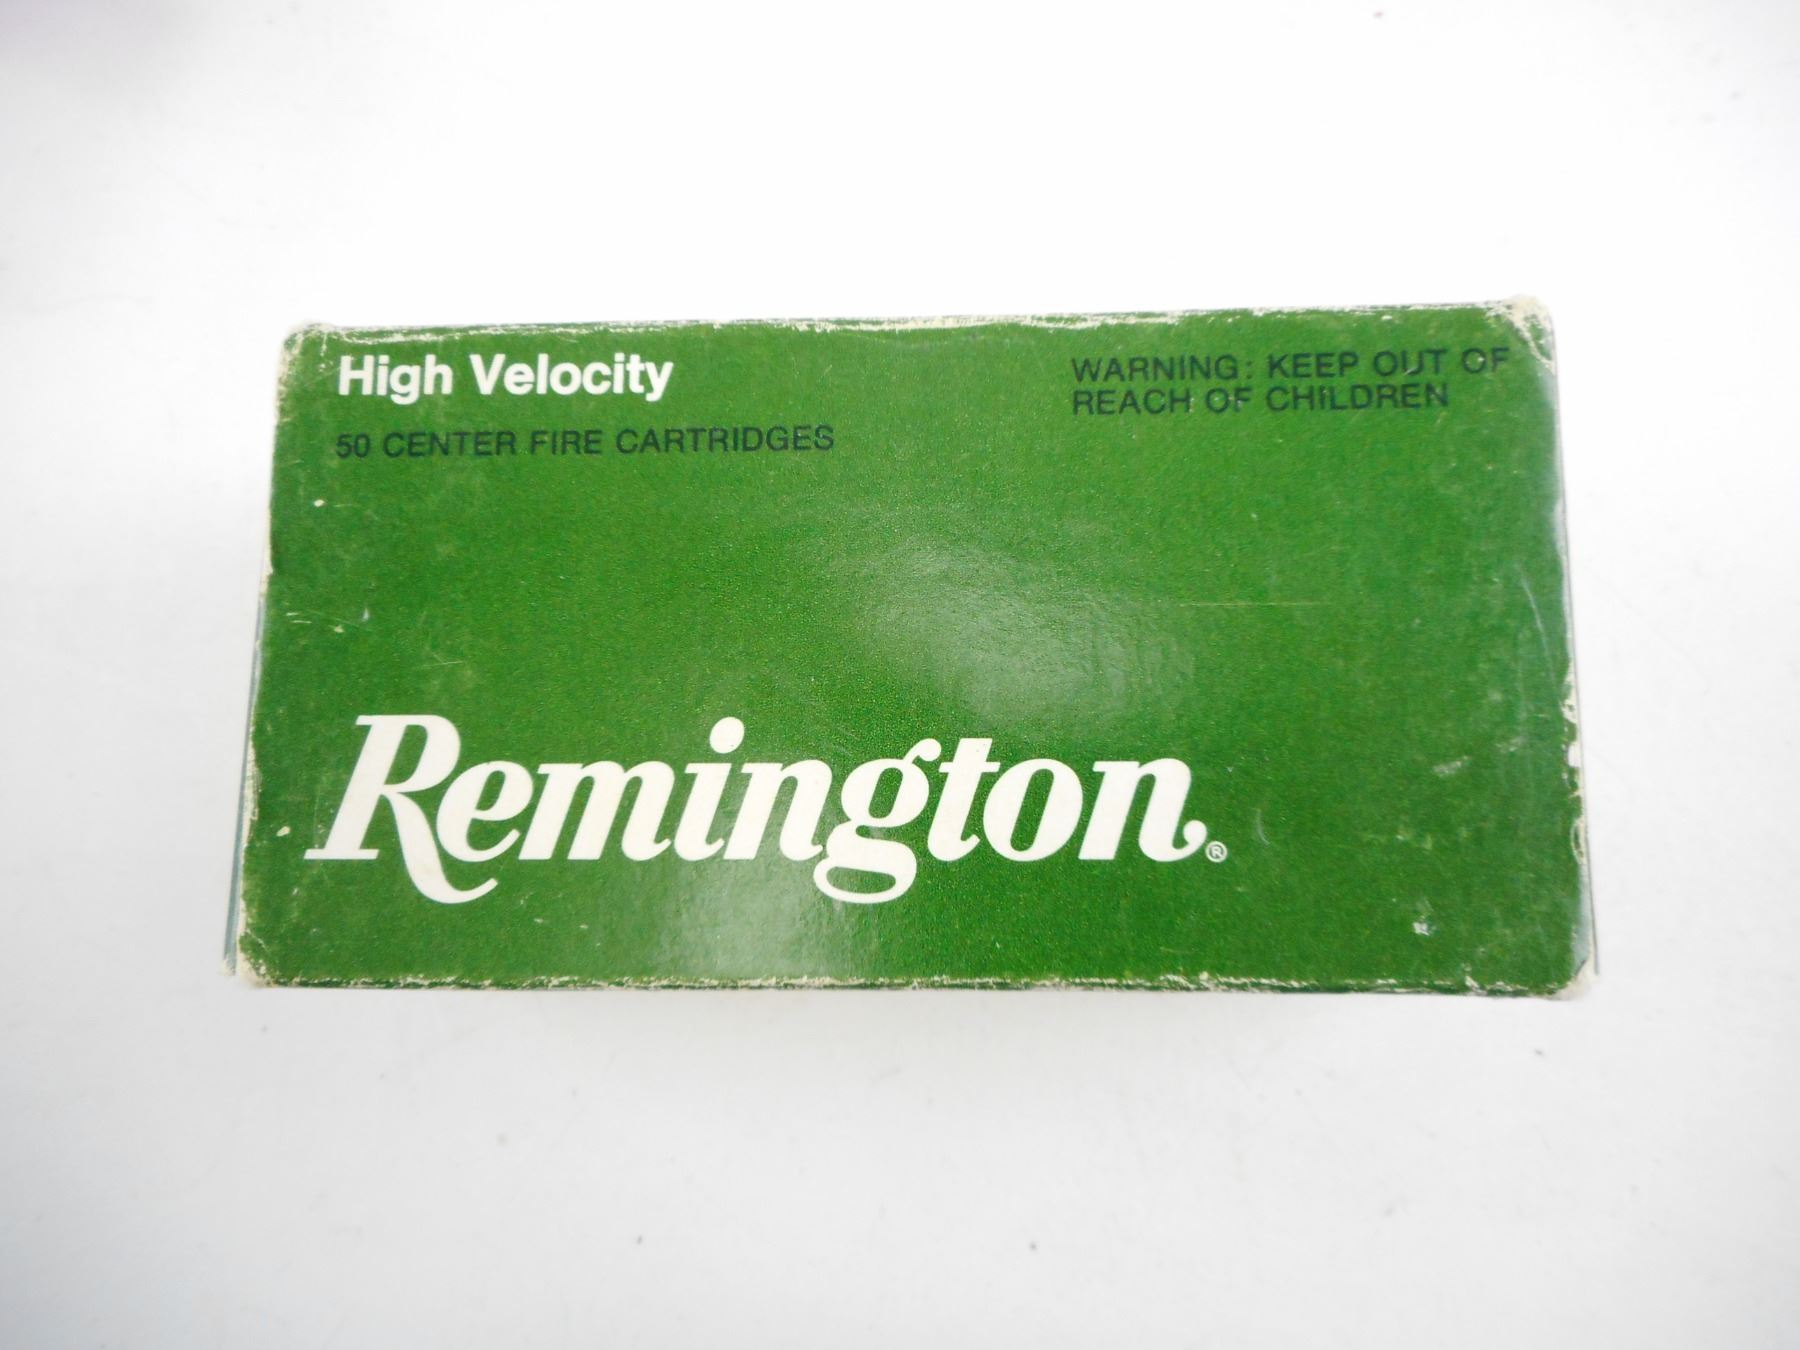 High Velocity
50 CENTER FIRE CARTRIDGES
WARNING: KEEP OUT OF
REACH OF CHILDREN
Remington®